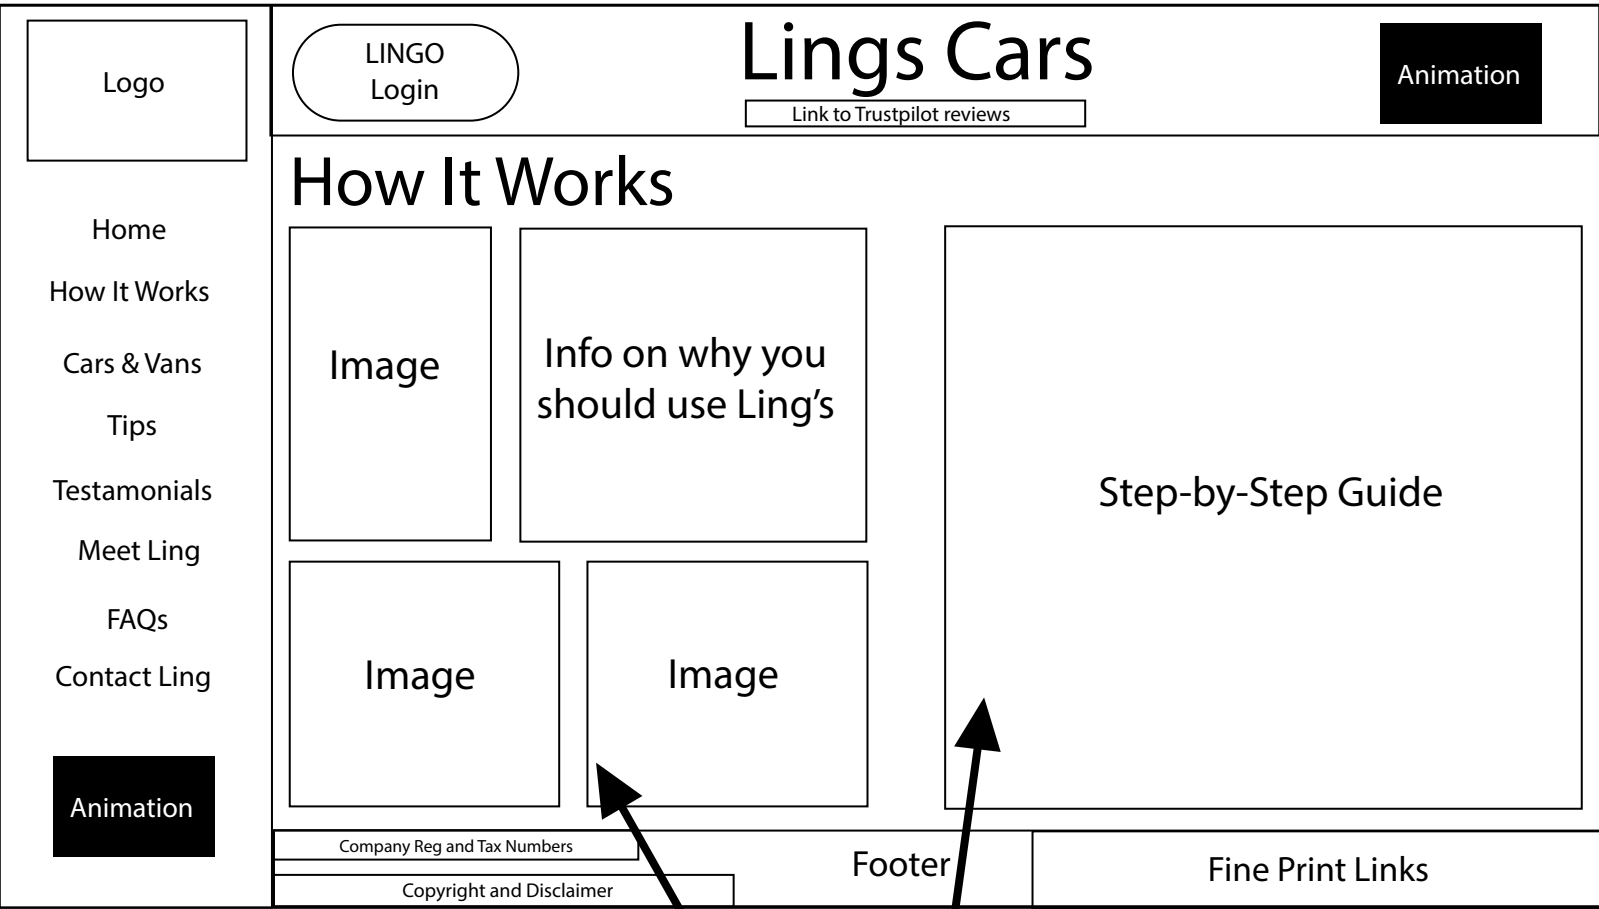 Logo
Home
How It Works
Cars & Vans
Tips
Testamonials
Meet Ling
FAQs
Contact Ling
Animation
LINGO
Login
Lings Cars
Link to Trustpilot reviews
Animation
How It Works
Image
Info on why you
should use Ling’s
Image
Image
Step-by-Step Guide
Company Reg and Tax Numbers
Copyright and Disclaimer
Footer
Fine Print Links